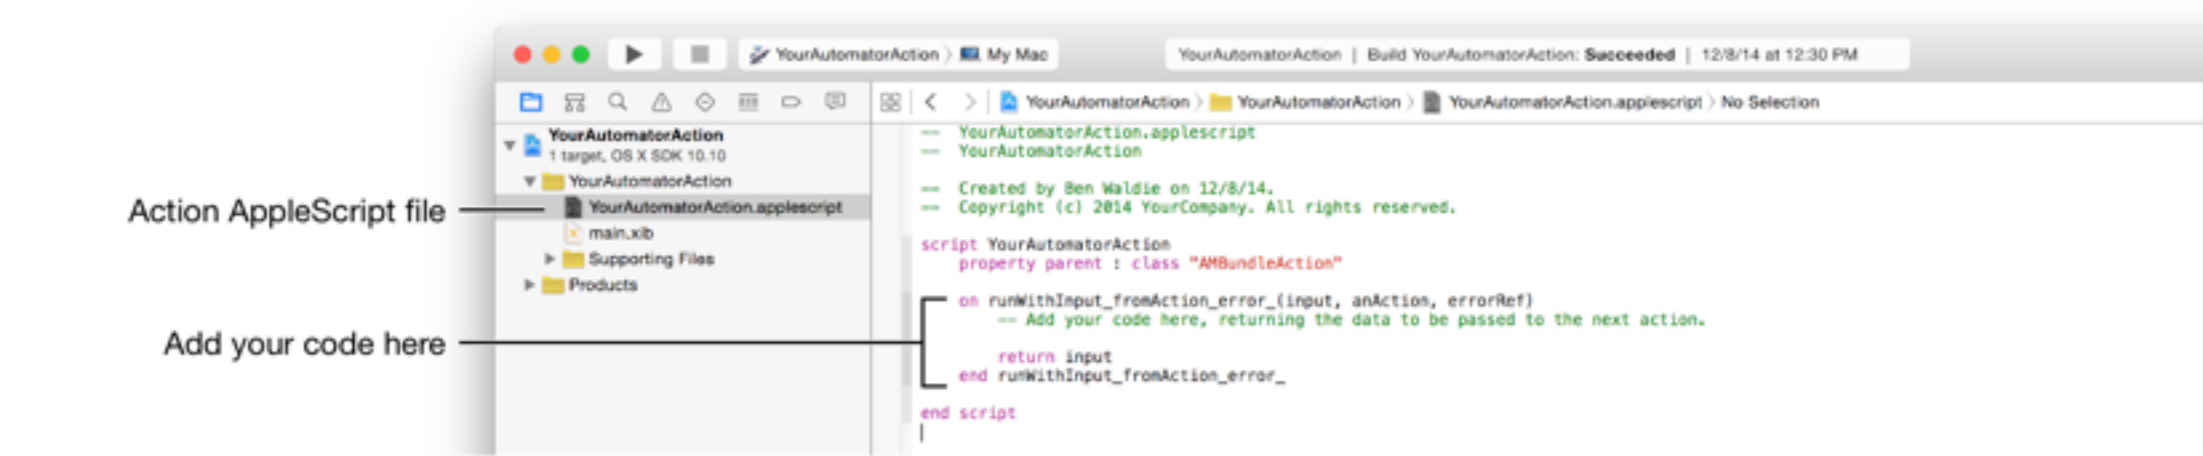 YourAutomatorAction 〉 My Mac
YourAutomatorAction | Build YourAutomatorAction: Succeeded | 12/8/14 at 12:30 PM
YourAutomatorAction 〉 YourAutomatorAction 〉 YourAutomatorAction.applescript 〉 No Selection
YourAutomatorAction
1 target, OS X SDK 10.10
YourAutomatorAction
YourAutomatorAction.applescript
main.xib
Supporting Files
Products
Action AppleScript file
Add your code here
-- YourAutomatorAction.applescript
-- YourAutomatorAction
-- Created by Ben Waldie on 12/8/14.
-- Copyright (c) 2014 YourCompany. All rights reserved.
script YourAutomatorAction
property parent : class "AMBundleAction"
on runWithInput_fromAction_error_(input, anAction, errorRef)
-- Add your code here, returning the data to be passed to the next action.
return input
end runWithInput_fromAction_error_
end script